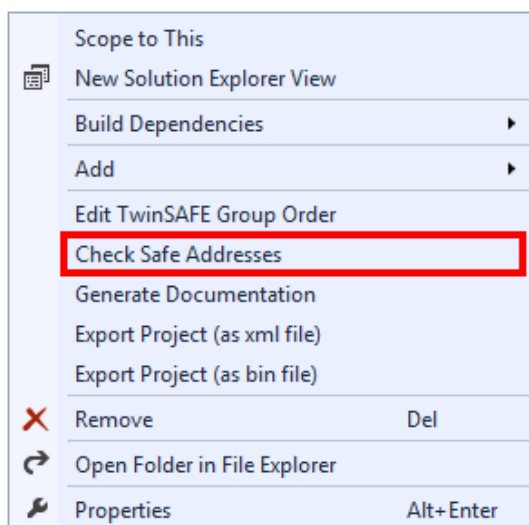 Scope to This
New Solution Explorer View
Build Dependencies
Add
Edit TwinSAFE Group Order
Check Safe Addresses
Generate Documentation
Export Project (as xml file)
Export Project (as bin file)
Remove Del
Open Folder in File Explorer
Properties Alt+Enter